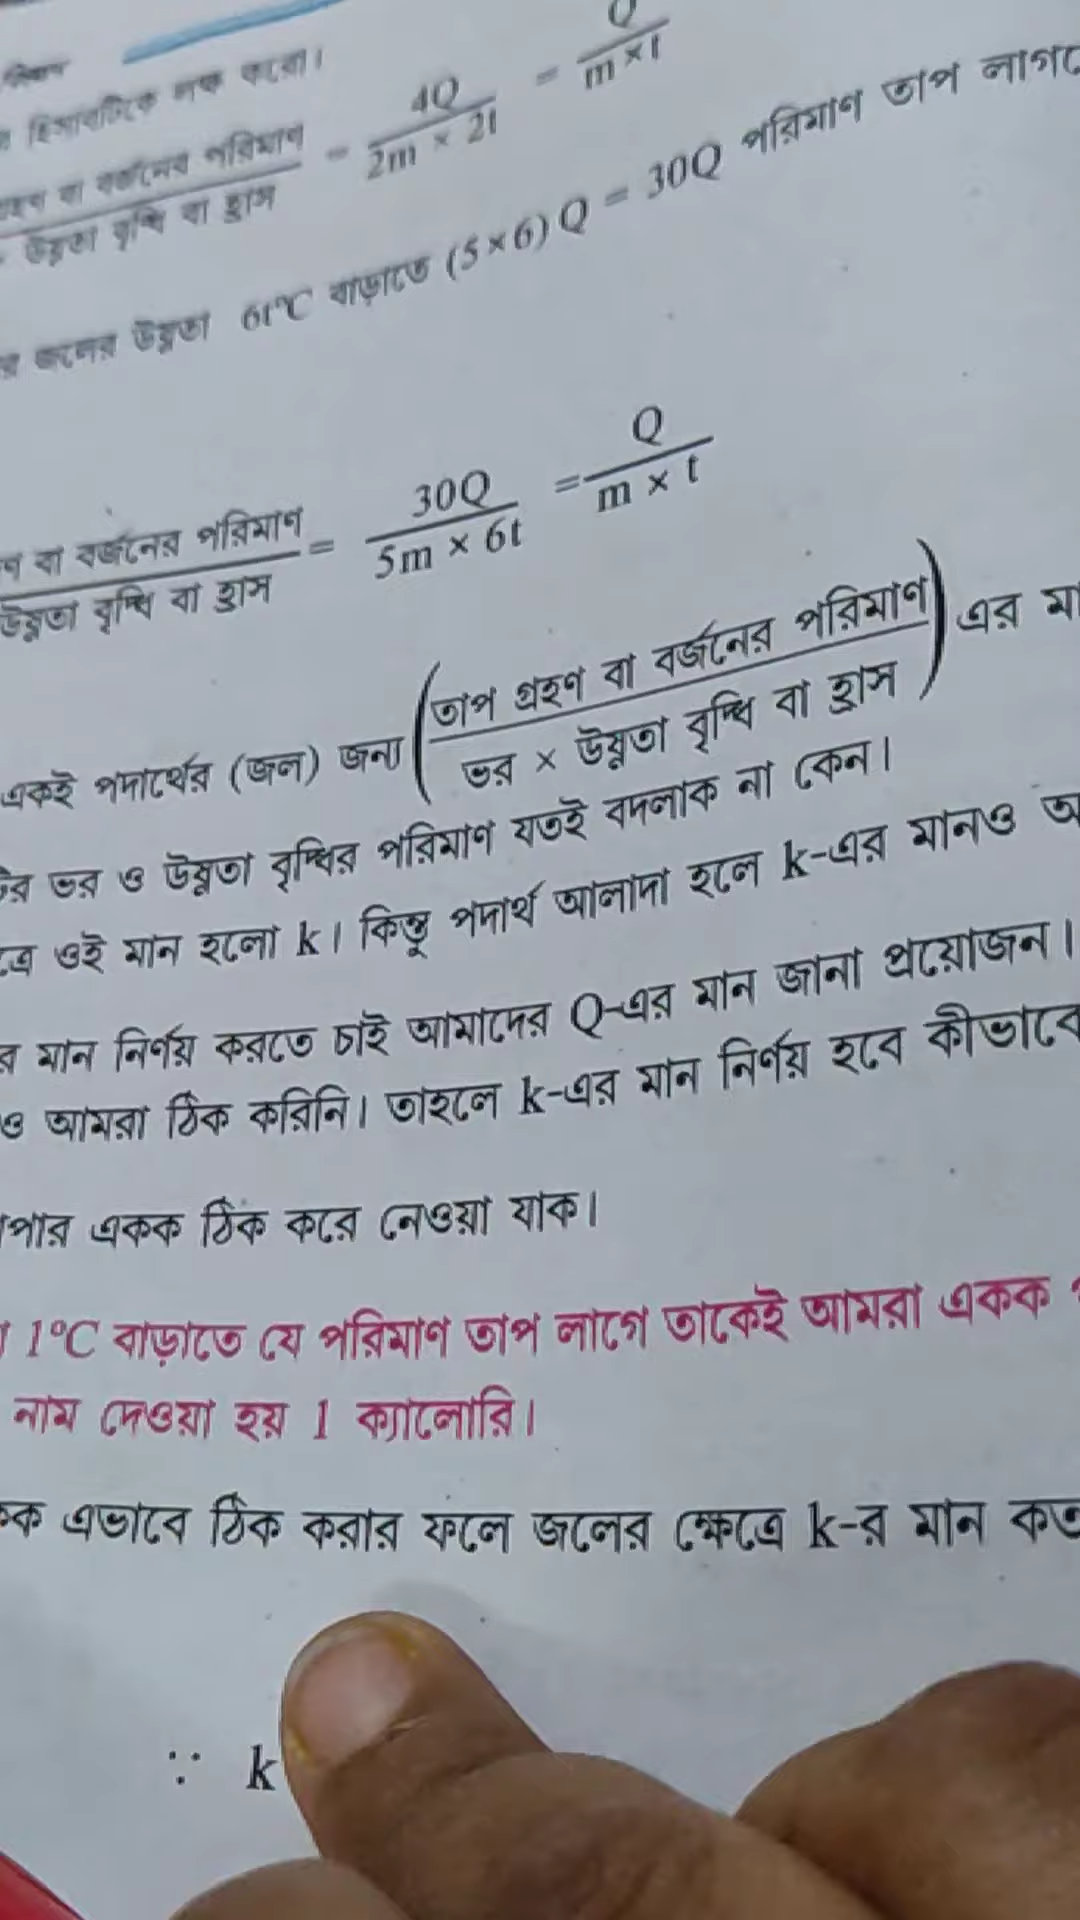 হিসাবটিকে লক্ষ করো।
গ্রহণ বা বর্জনের পরিমাণ / উষ্ণতা বৃদ্ধি বা হ্রাস = 4Q / 2m × 2t = Q / m × t
জলের উষ্ণতা 6t°C বাড়াতে (5×6) Q = 30Q পরিমাণ তাপ লাগবে
ণ বা বর্জনের পরিমাণ / উষ্ণতা বৃদ্ধি বা হ্রাস = 30Q / 5m × 6t = Q / m × t
একই পদার্থের (জল) জন্য (তাপ গ্রহণ বা বর্জনের পরিমাণ / ভর × উষ্ণতা বৃদ্ধি বা হ্রাস) এর
র ভর ও উষ্ণতা বৃদ্ধির পরিমাণ যতই বদলাক না কেন।
ত্রে ওই মান হলো k। কিন্তু পদার্থ আলাদা হলে k-এর মানও
র মান নির্ণয় করতে চাই আমাদের Q-এর মান জানা প্রয়োজন।
ও আমরা ঠিক করিনি। তাহলে k-এর মান নির্ণয় হবে কীভাবে
পার একক ঠিক করে নেওয়া যাক।
1°C বাড়াতে যে পরিমাণ তাপ লাগে তাকেই আমরা একক
নাম দেওয়া হয় 1 ক্যালোরি।
ক এভাবে ঠিক করার ফলে জলের ক্ষেত্রে k-র মান কত
∵ k